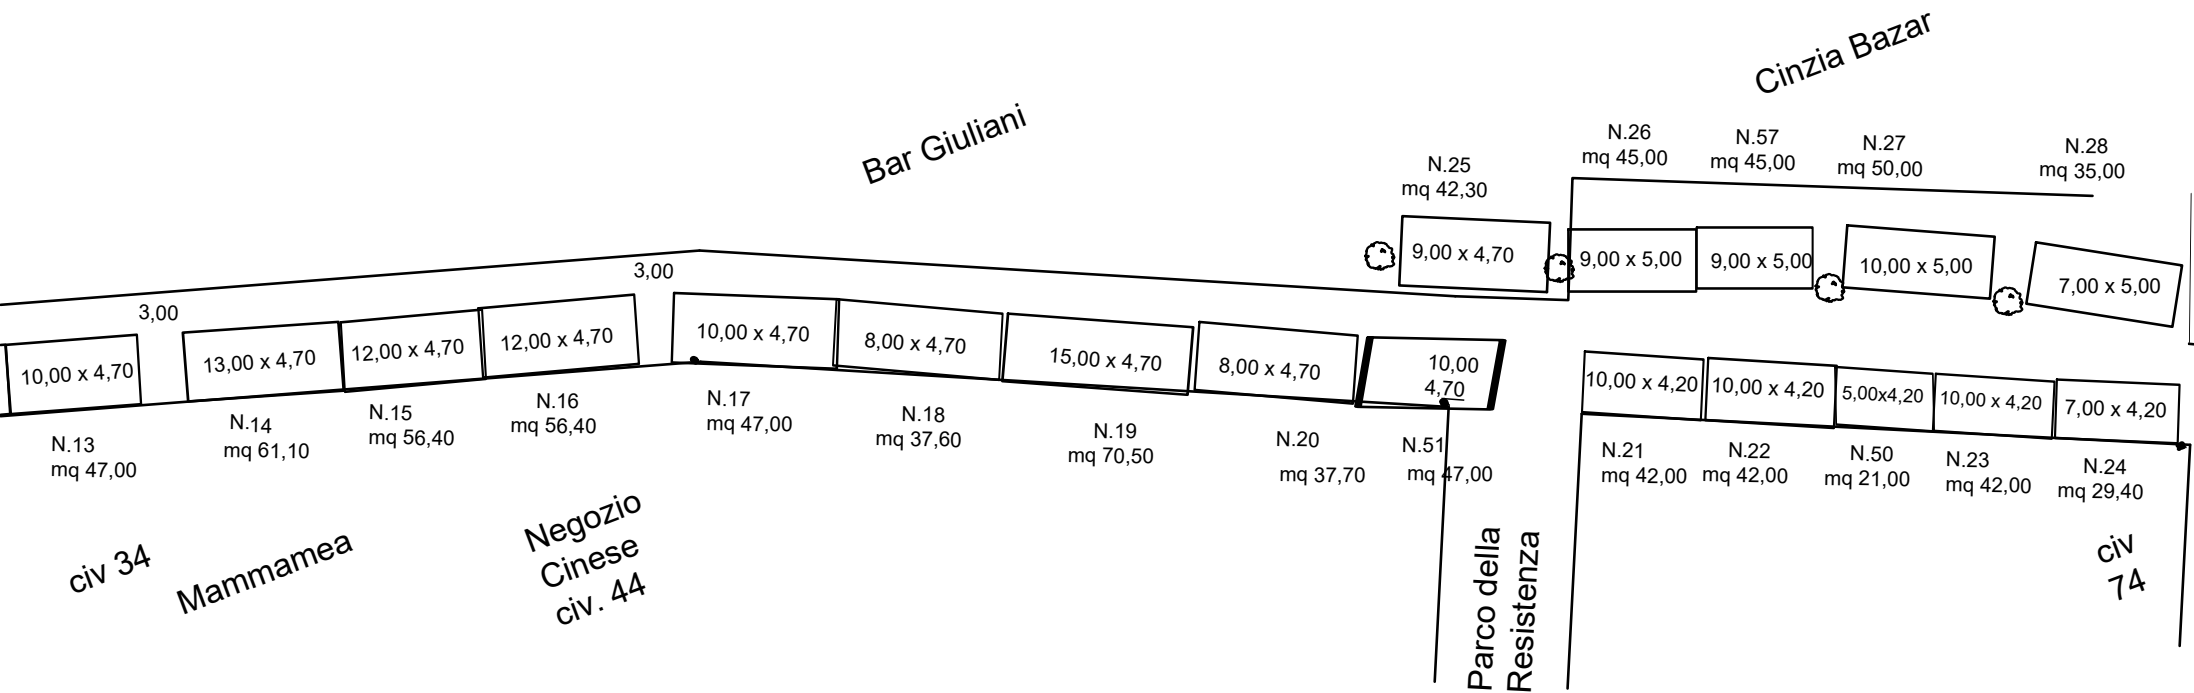 Cinzia Bazar
Bar Giuliani
N.26
mq 45,00
N.57
mq 45,00
N.27
mq 50,00
N.28
mq 35,00
N.25
mq 42,30
9,00 x 4,70
9,00 x 5,00
9,00 x 5,00
10,00 x 5,00
7,00 x 5,00
3,00
3,00
10,00 x 4,70
13,00 x 4,70
12,00 x 4,70
12,00 x 4,70
10,00 x 4,70
8,00 x 4,70
15,00 x 4,70
8,00 x 4,70
10,00
4,70
10,00 x 4,20
10,00 x 4,20
5,00x4,20
10,00 x 4,20
7,00 x 4,20
N.13
mq 47,00
N.14
mq 61,10
N.15
mq 56,40
N.16
mq 56,40
N.17
mq 47,00
N.18
mq 37,60
N.19
mq 70,50
N.20
mq 37,70
N.51
mq 47,00
N.21
mq 42,00
N.22
mq 42,00
N.50
mq 21,00
N.23
mq 42,00
N.24
mq 29,40
civ 34
Mammamea
Negozio
Cinese
civ. 44
Parco della
Resistenza
civ
74